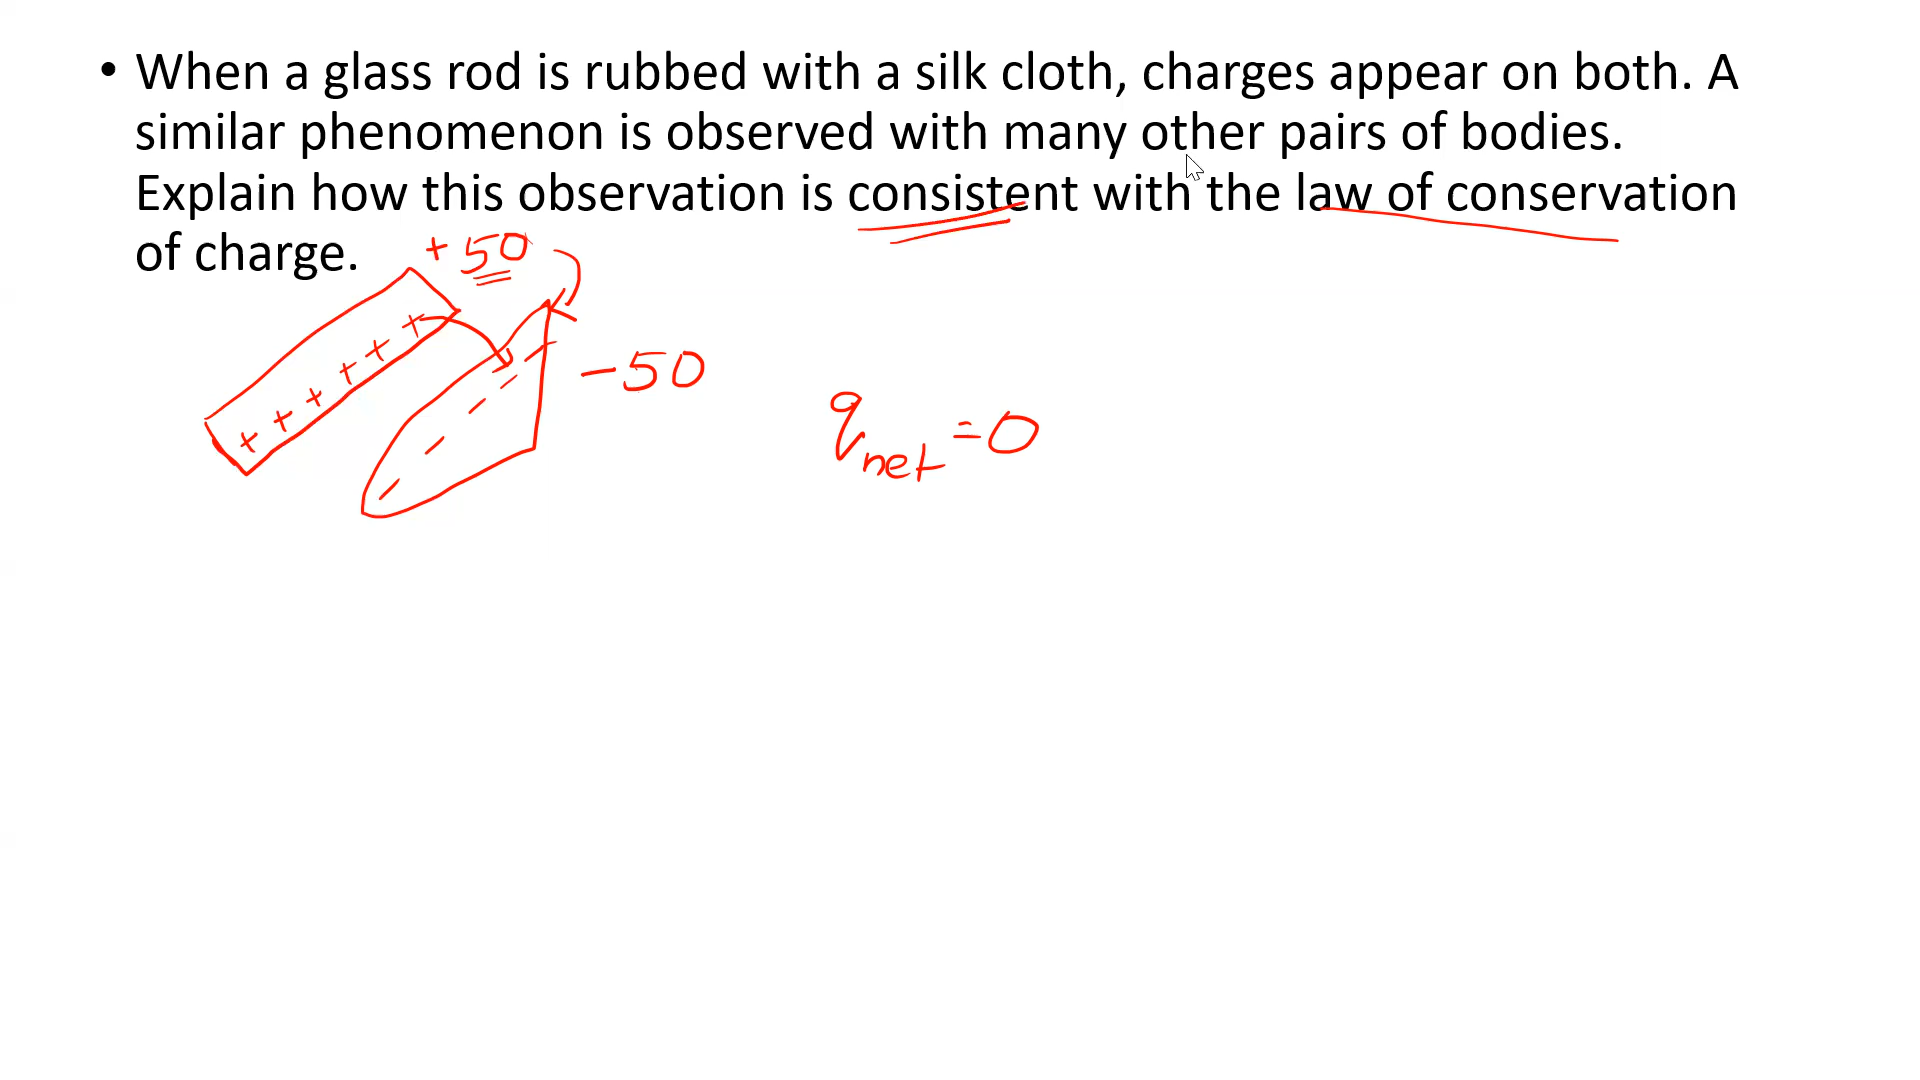 • When a glass rod is rubbed with a silk cloth, charges appear on both. A
similar phenomenon is observed with many other pairs of bodies.
Explain how this observation is consistent with the law of conservation
of charge.
+50
+ + + + + +
- - - - -
-50
qnet = 0